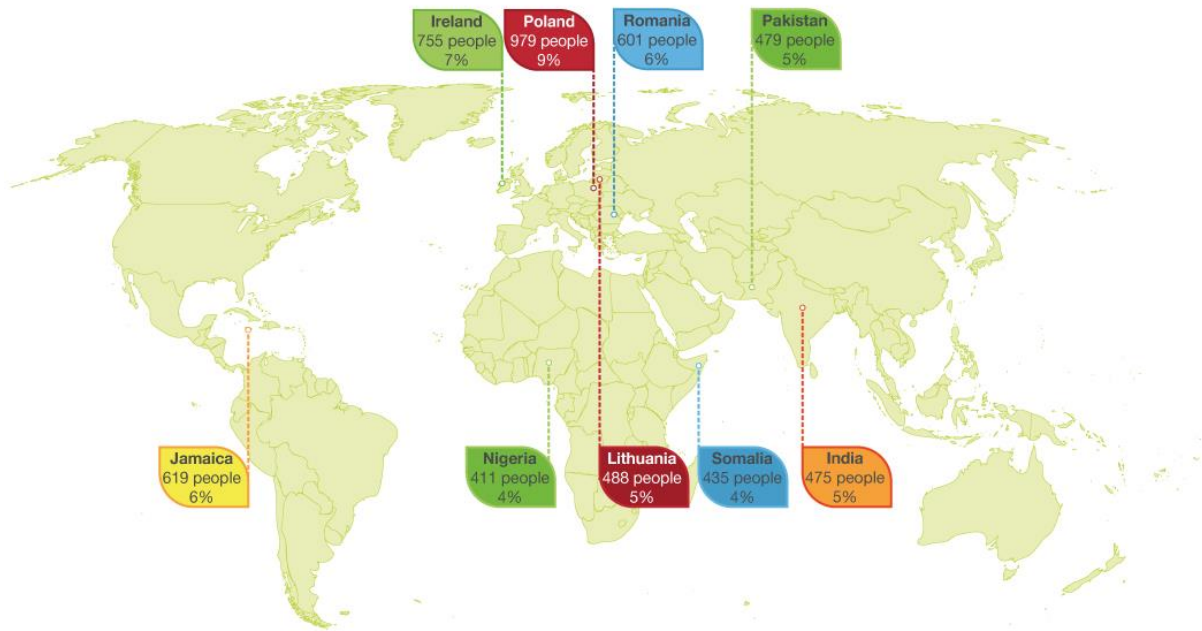 Ireland
755 people
7%
Poland
979 people
9%
Romania
601 people
6%
Pakistan
479 people
5%
Jamaica
619 people
6%
Nigeria
411 people
4%
Lithuania
488 people
5%
Somalia
435 people
4%
India
475 people
5%